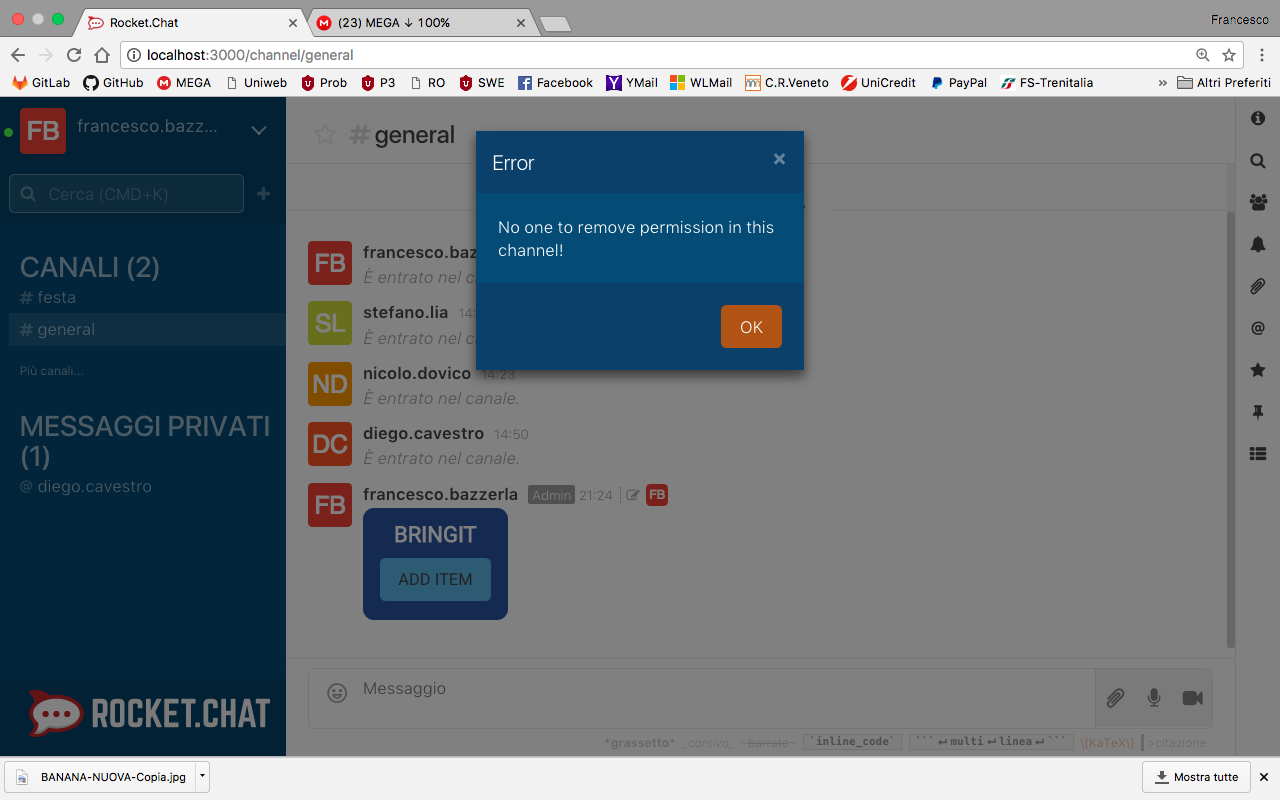 Rocket.Chat
(23) MEGA ↓ 100%
Francesco
localhost:3000/channel/general
GitLab GitHub MEGA Uniweb Prob P3 RO SWE Facebook YMail WLMail C.R.Veneto UniCredit PayPal FS-Trenitalia » Altri Preferiti
FB francesco.bazz...
Cerca (CMD+K)
CANALI (2)
# festa
# general
Più canali...
MESSAGGI PRIVATI
(1)
@ diego.cavestro
ROCKET.CHAT
# general
Error ×
No one to remove permission in this
channel!
OK
FB francesco.baz
È entrato nel c
SL stefano.lia 14:
È entrato nel c
ND nicolo.dovico 14:23
È entrato nel canale.
DC diego.cavestro 14:50
È entrato nel canale.
FB francesco.bazzerla Admin 21:24 FB
BRINGIT
ADD ITEM
Messaggio
*grassetto* _corsivo_ ~barrato~ `inline_code` ```↵multi↵linea↵``` \[KaTeX\] >citazione
BANANA-NUOVA-Copia.jpg
Mostra tutte